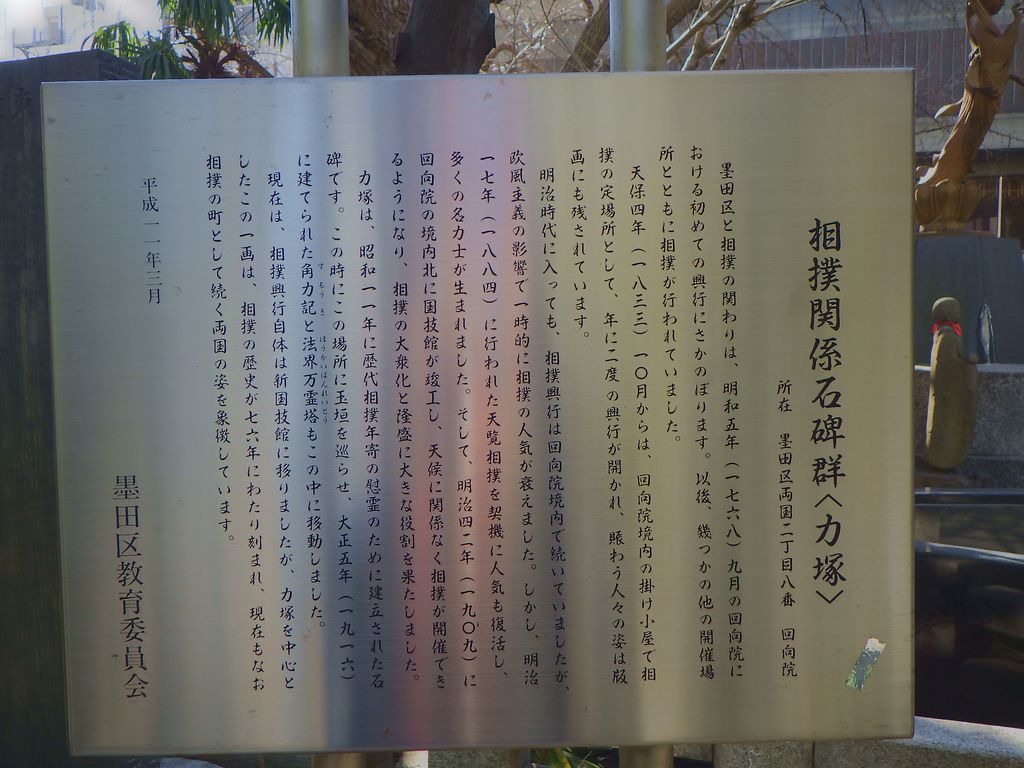 相撲関係石碑群〈力塚〉
所在 墨田区両国二丁目八番 回向院
墨田区と相撲の関わりは、明和五年(一七六八)九月の回向院に
おける初めての興行にさかのぼります。以後、幾つかの他の開催場
所とともに相撲が行われていました。
天保四年(一八三三)一〇月からは、回向院境内の掛け小屋で相
撲の定場所として、年に二度の興行が開かれ、賑わう人々の姿は版
画にも残されています。
明治時代に入っても、相撲興行は回向院境内で続いていましたが、
欧風主義の影響で一時的に相撲の人気が衰えました。しかし、明治
一七年(一八八四)に行われた天覧相撲を契機に人気も復活し、
多くの名力士が生まれました。そして、明治四二年(一九〇九)に
回向院の境内北に国技館が竣工し、天候に関係なく相撲が開催でき
るようになり、相撲の大衆化と隆盛に大きな役割を果たしました。
力塚は、昭和一一年に歴代相撲年寄の慰霊のために建立された石
碑です。この時にこの場所に玉垣を巡らせ、大正五年(一九一六)
に建てられた角力記と法界万霊塔もこの中に移動しました。
すもうき ほうかいばんれいとう
現在は、相撲興行自体は新国技館に移りましたが、力塚を中心と
したこの一画は、相撲の歴史が七六年にわたり刻まれ、現在もなお
相撲の町として続く両国の姿を象徴しています。
平成一一年三月
墨田区教育委員会